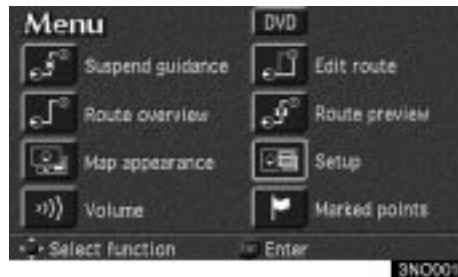 Menu DVD
Suspend guidance Edit route
Route overview Route preview
Map appearance Setup
Volume Marked points
Select function Enter
9NO001